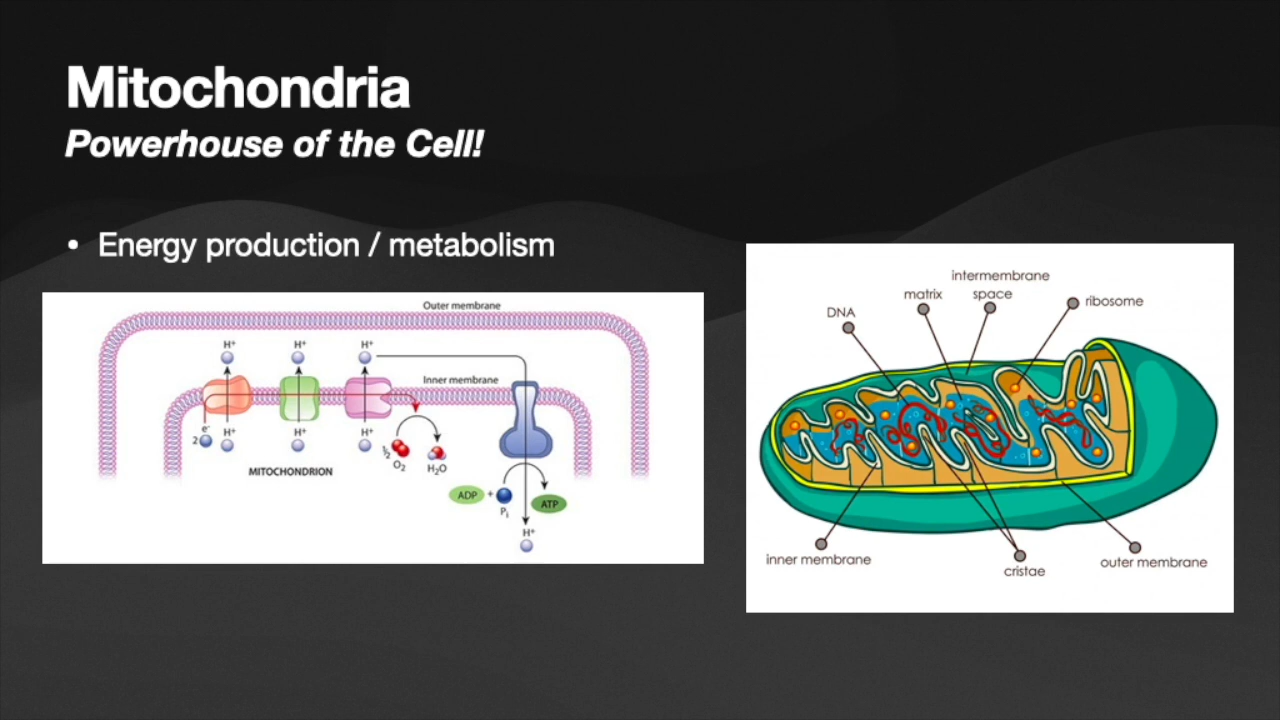 Mitochondria
Powerhouse of the Cell!
• Energy production / metabolism
Outer membrane
H⁺ H⁺ H⁺
Inner membrane
e⁻
2
H⁺ H⁺ H⁺
½
O₂
H₂O
MITOCHONDRION
ADP + Pᵢ
ATP
H⁺
intermembrane
space
matrix
ribosome
DNA
inner membrane
cristae
outer membrane